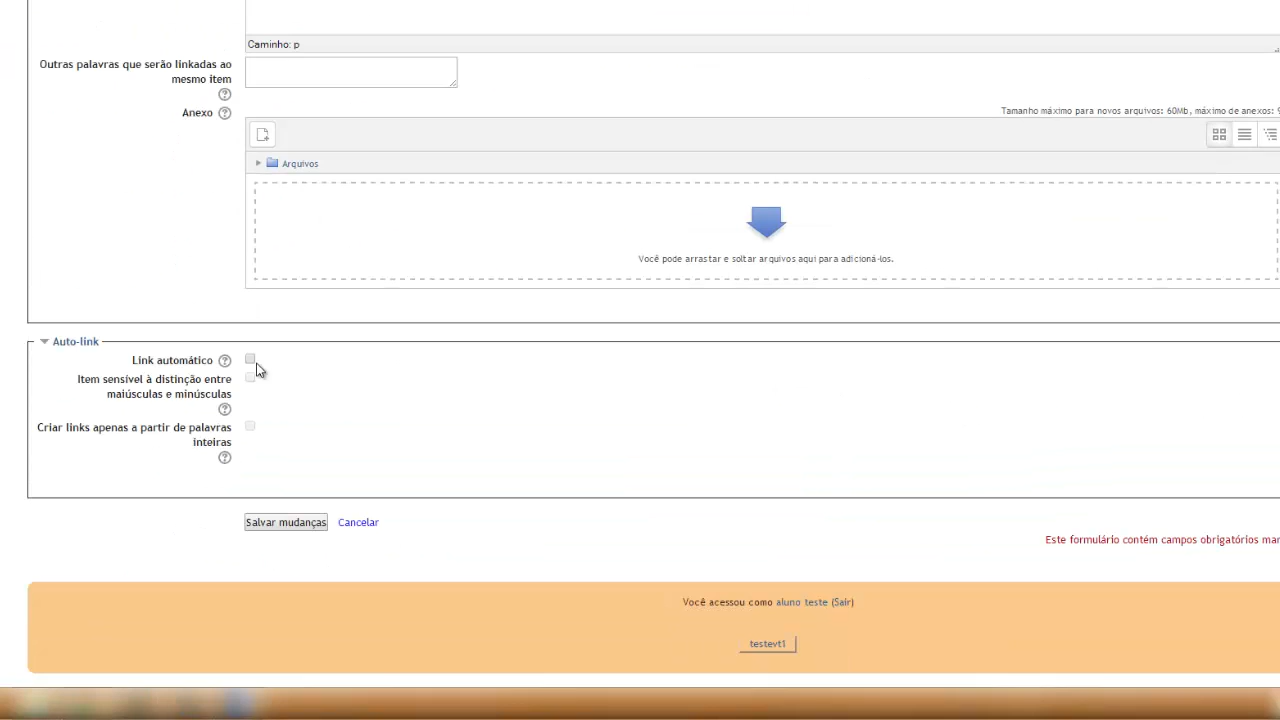 Caminho: p
Outras palavras que serão linkadas ao
mesmo item
Anexo
Tamanho máximo para novos arquivos: 60Mb, máximo de anexos: 9
Arquivos
Você pode arrastar e soltar arquivos aqui para adicioná-los.
Auto-link
Link automático
Item sensível à distinção entre
maiúsculas e minúsculas
Criar links apenas a partir de palavras
inteiras
Salvar mudanças Cancelar
Este formulário contém campos obrigatórios mar
Você acessou como aluno teste (Sair)
testevt1